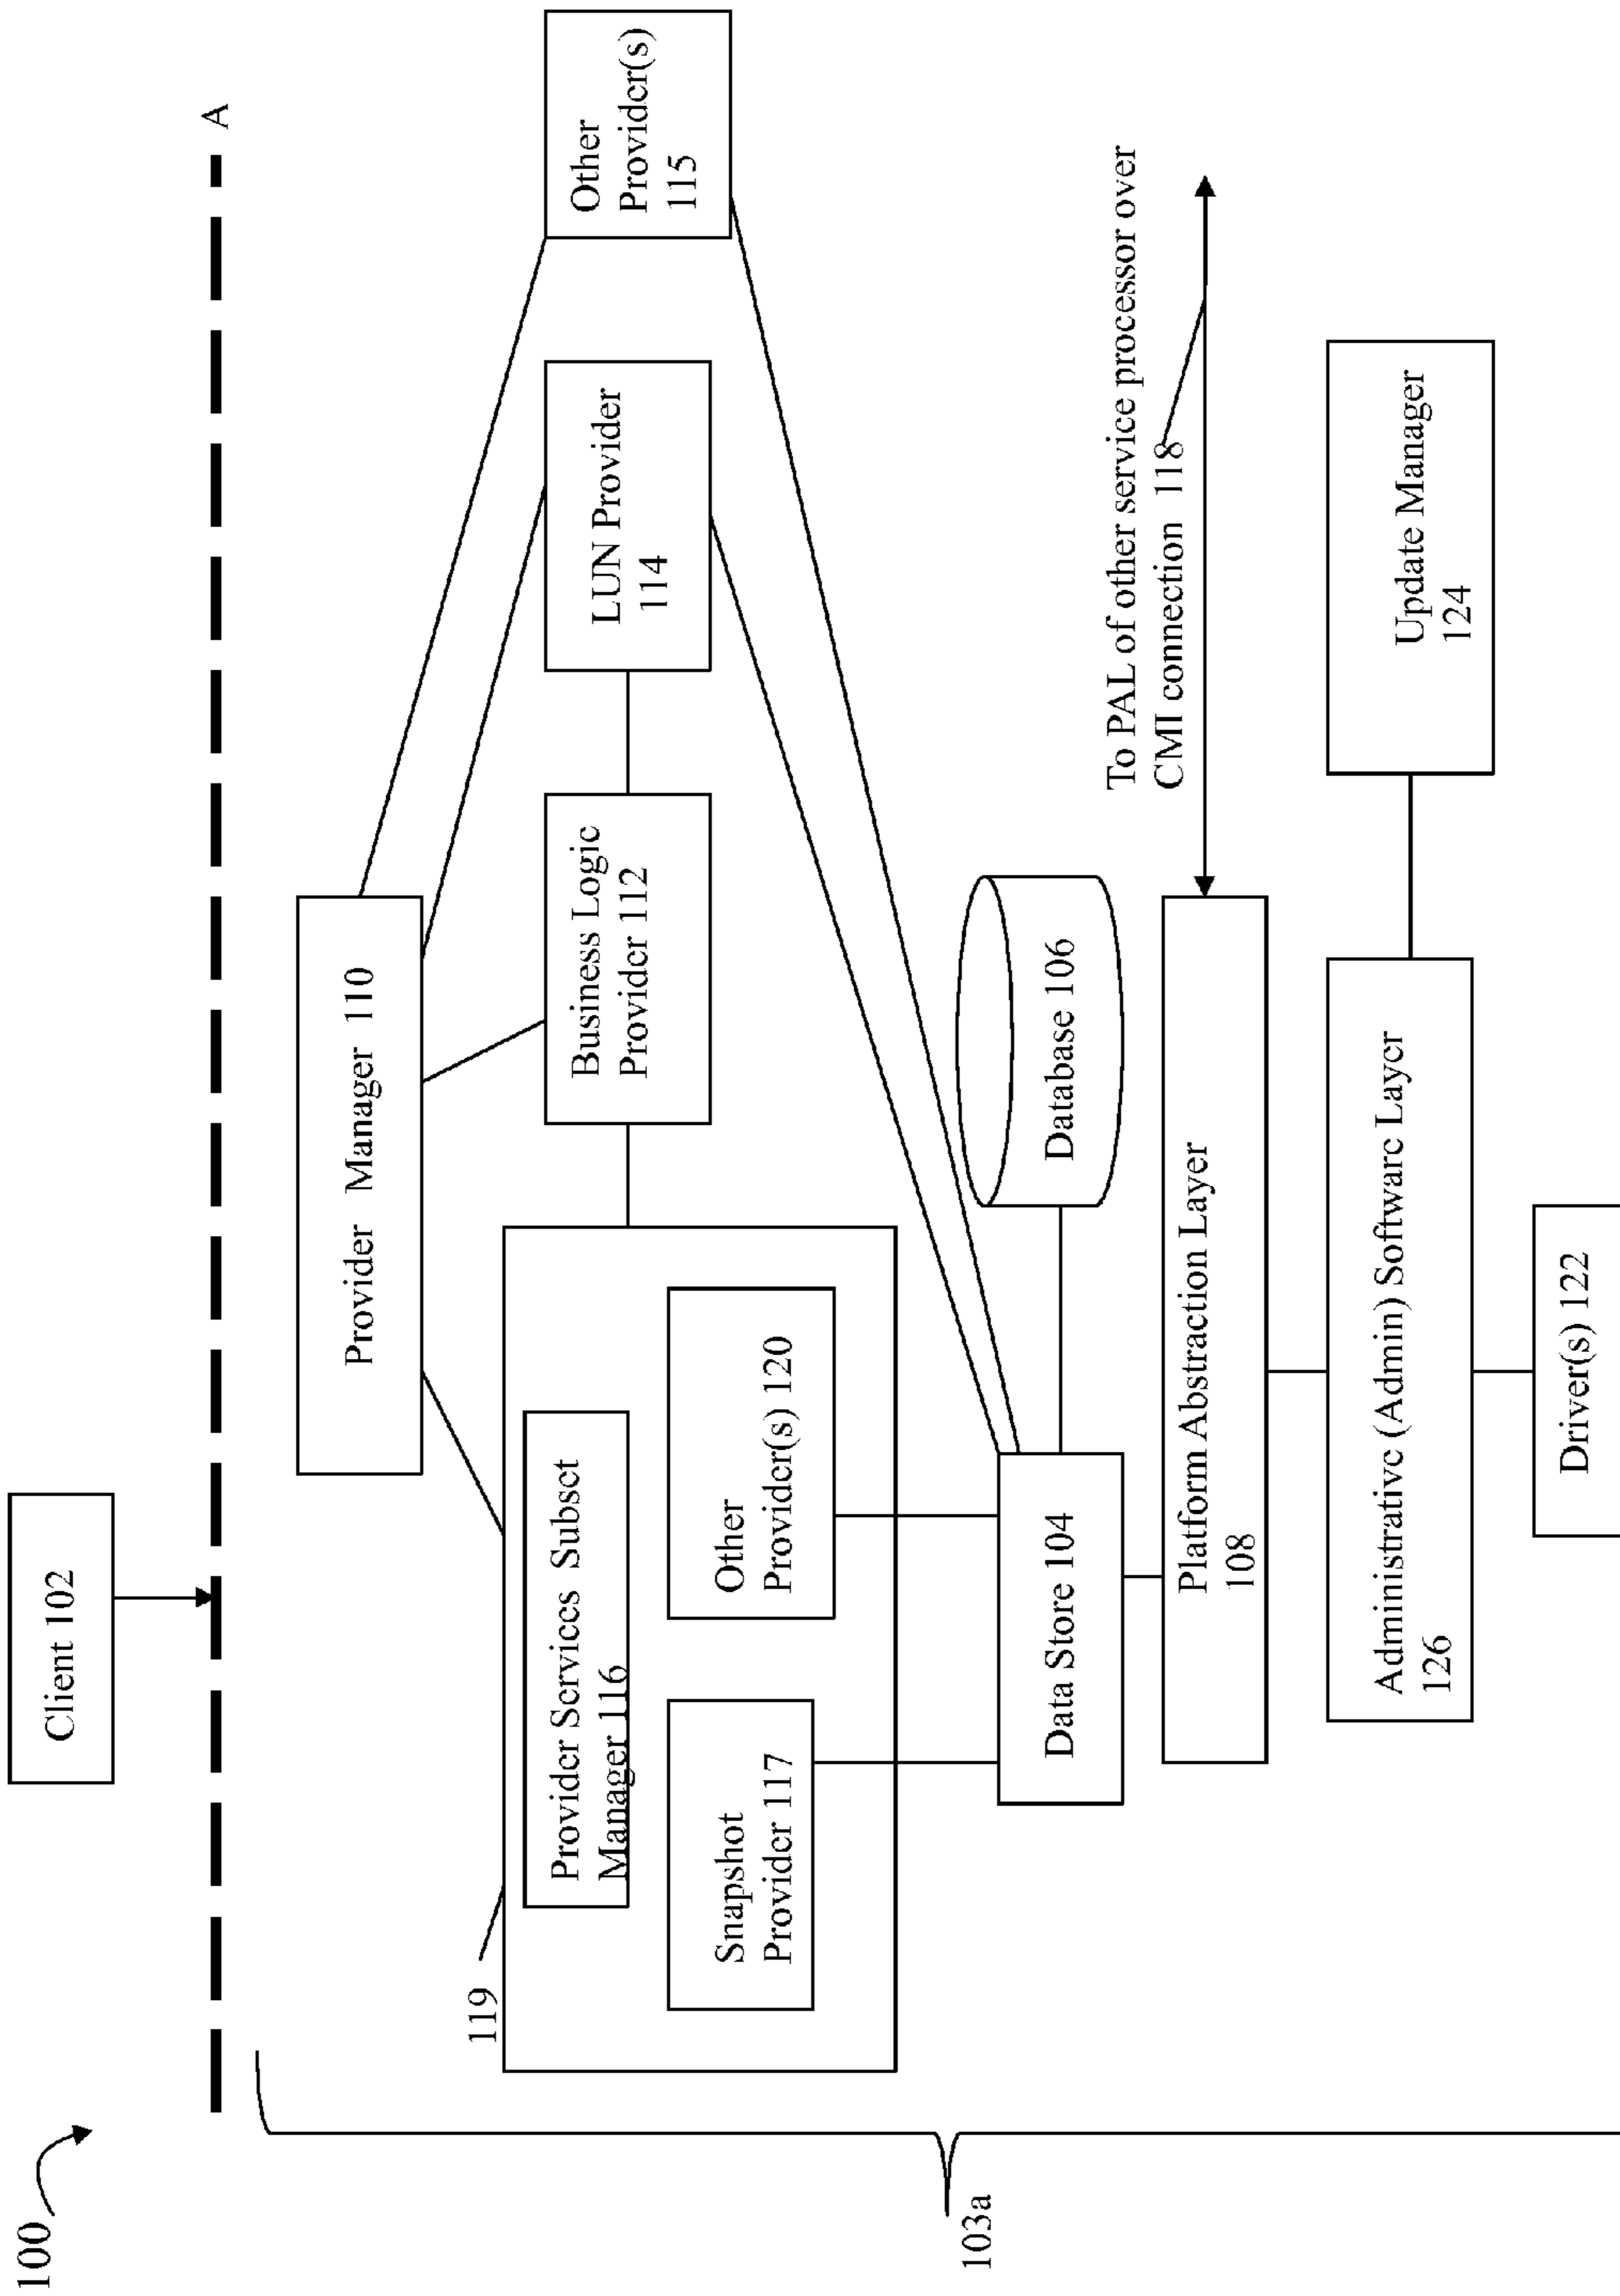 100
Client 102
A
Provider Manager 110
119
Provider Services Subset
Manager 116
Snapshot
Provider 117
Other
Provider(s) 120
Business Logic
Provider 112
LUN Provider
114
Other
Provider(s)
115
103a
Data Store 104
Database 106
To PAL of other service processor over
CMI connection 118
Platform Abstraction Layer
108
Administrative (Admin) Software Layer
126
Update Manager
124
Driver(s) 122